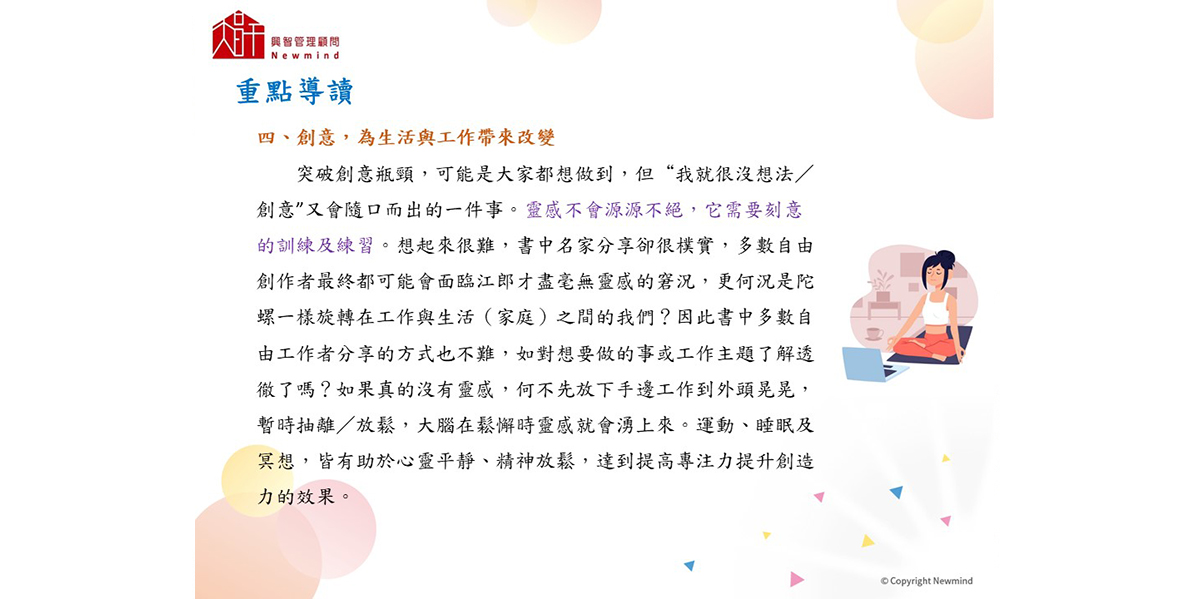 興智管理顧問
Newmind
重點導讀
四、創意，為生活與工作帶來改變
突破創意瓶頸，可能是大家都想做到，但“我就很沒想法／
創意”又會隨口而出的一件事。靈感不會源源不絕，它需要刻意
的訓練及練習。想起來很難，書中名家分享卻很樸實，多數自由
創作者最終都可能會面臨江郎才盡毫無靈感的窘況，更何況是陀
螺一樣旋轉在工作與生活（家庭）之間的我們？因此書中多數自
由工作者分享的方式也不難，如對想要做的事或工作主題了解透
徹了嗎？如果真的沒有靈感，何不先放下手邊工作到外頭晃晃，
暫時抽離／放鬆，大腦在鬆懈時靈感就會湧上來。運動、睡眠及
冥想，皆有助於心靈平靜、精神放鬆，達到提高專注力提升創造
力的效果。
© Copyright Newmind